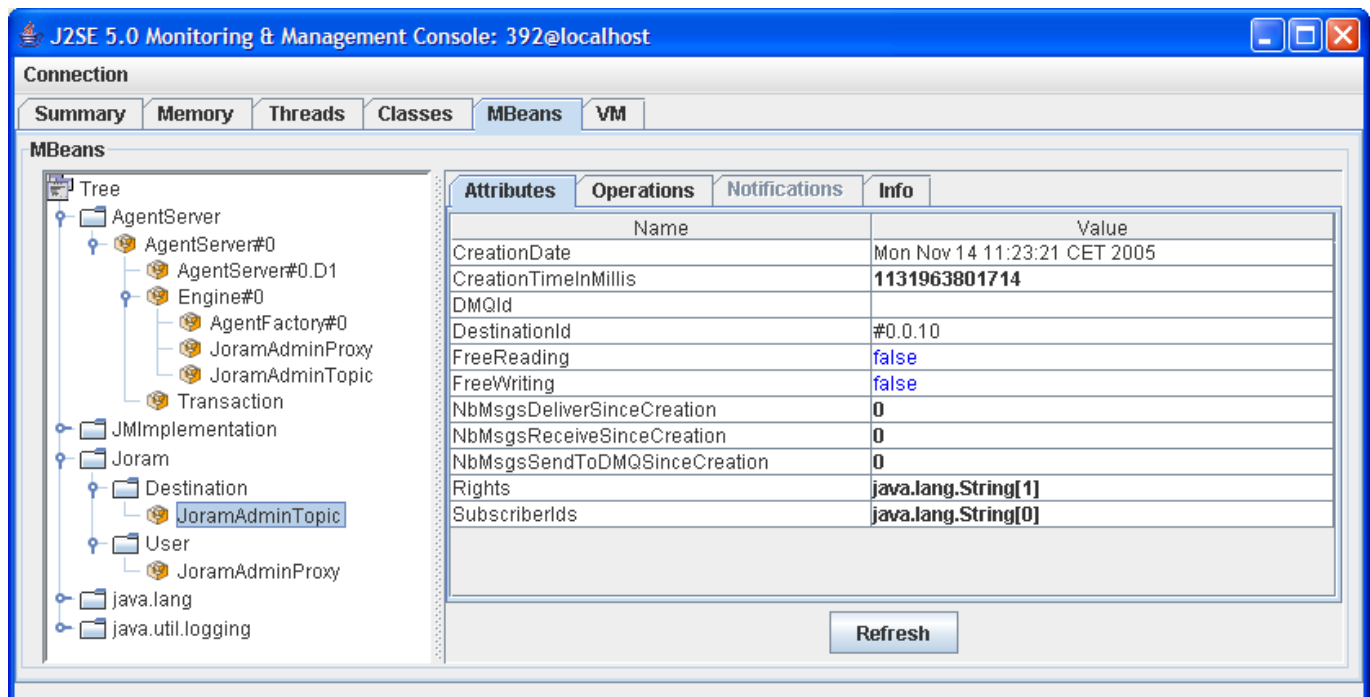 J2SE 5.0 Monitoring & Management Console: 392@localhost
Connection
Summary Memory Threads Classes MBeans VM
MBeans
Tree
AgentServer
AgentServer#0
AgentServer#0.D1
Engine#0
AgentFactory#0
JoramAdminProxy
JoramAdminTopic
Transaction
JMImplementation
Joram
Destination
JoramAdminTopic
User
JoramAdminProxy
java.lang
java.util.logging
Attributes Operations Notifications Info
Name Value
CreationDate Mon Nov 14 11:23:21 CET 2005
CreationTimeInMillis 1131963801714
DMQId
DestinationId #0.0.10
FreeReading false
FreeWriting false
NbMsgsDeliverSinceCreation 0
NbMsgsReceiveSinceCreation 0
NbMsgsSendToDMQSinceCreation 0
Rights java.lang.String[1]
SubscriberIds java.lang.String[0]
Refresh